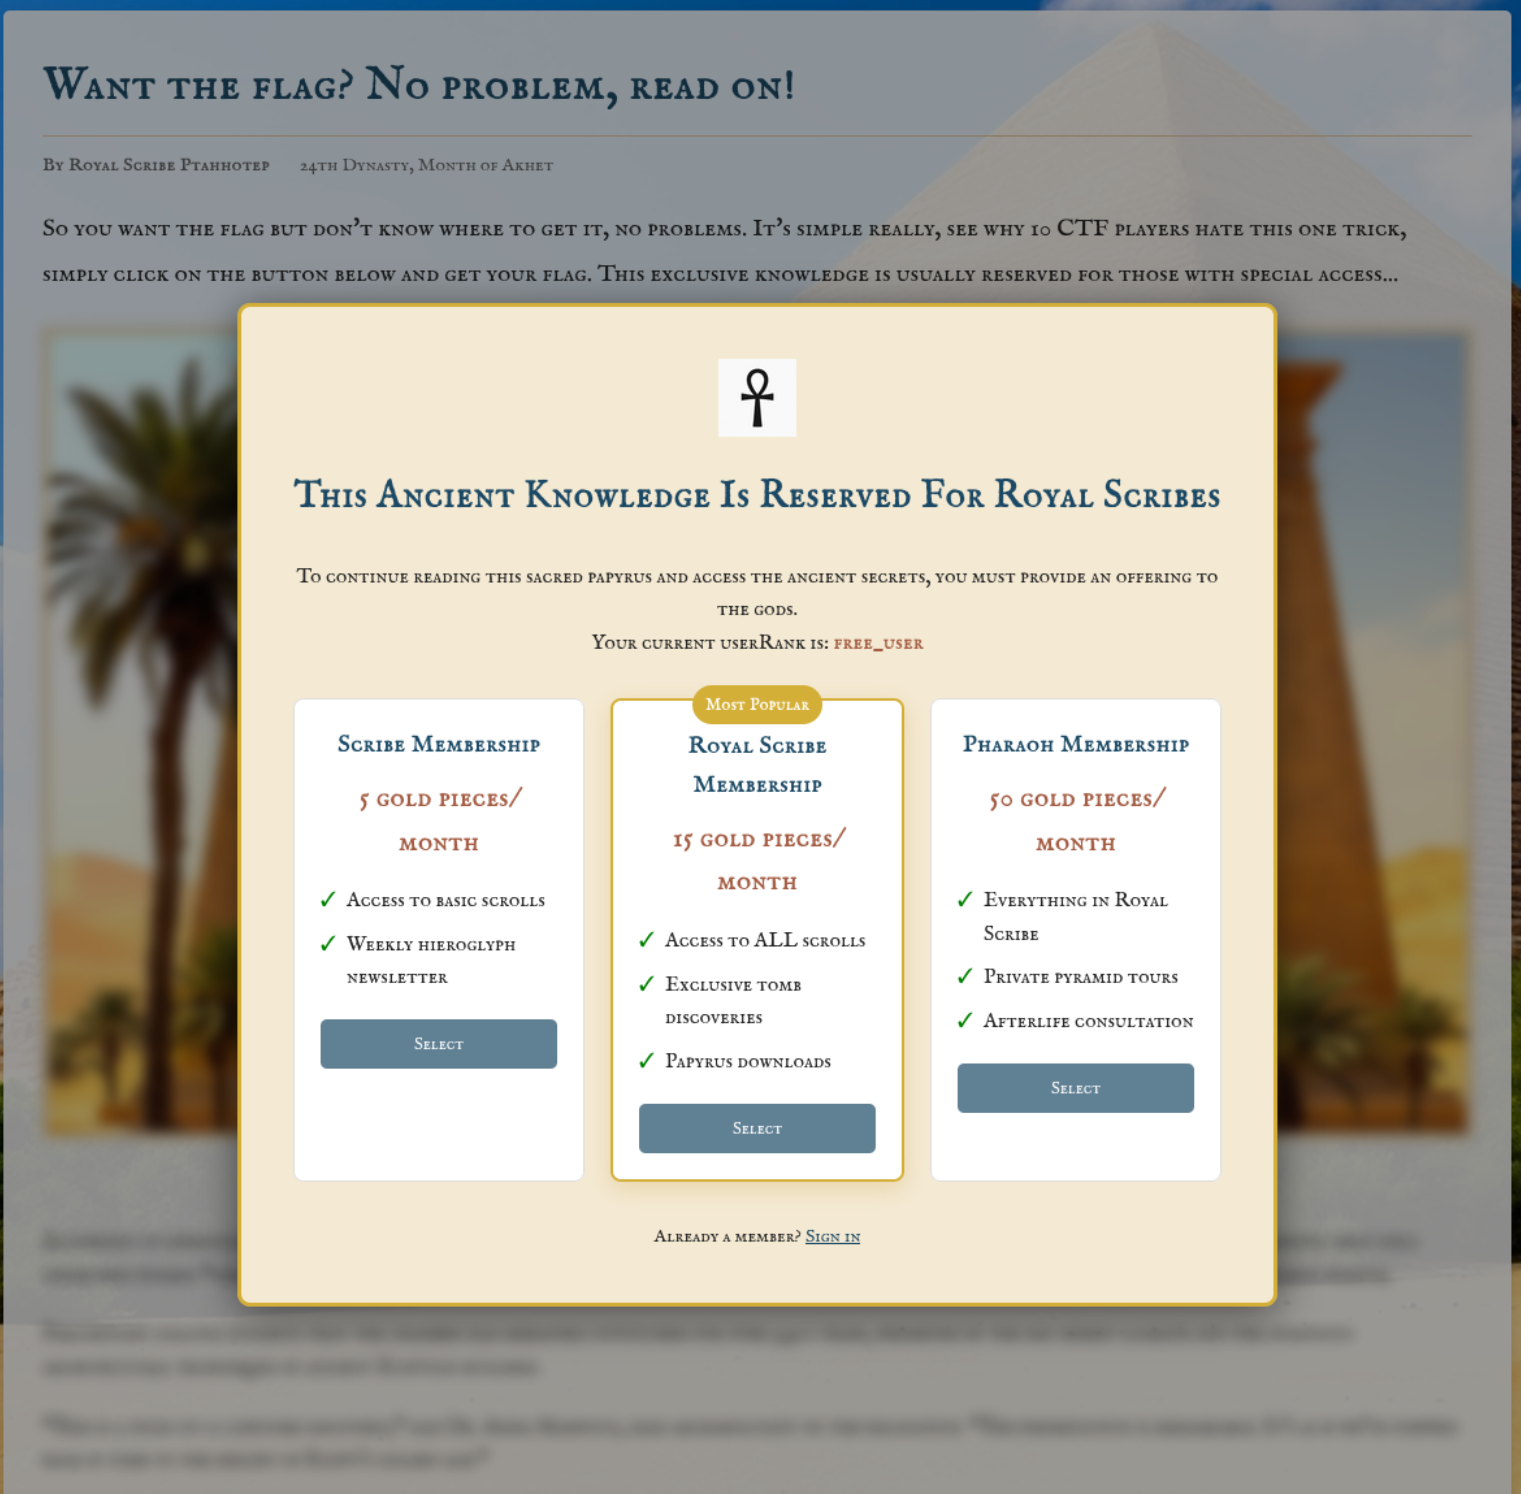 Want the flag? No problem, read on!
By Royal Scribe Ptahhotep 24th Dynasty, Month of Akhet
So you want the flag but don't know where to get it, no problems. It's simple really, see why 10 CTF players hate this one trick,
simply click on the button below and get your flag. This exclusive knowledge is usually reserved for those with special access...
This Ancient Knowledge Is Reserved For Royal Scribes
To continue reading this sacred papyrus and access the ancient secrets, you must provide an offering to
the gods.
Your current userRank is: free_user
Scribe Membership
5 gold pieces/
month
✓ Access to basic scrolls
✓ Weekly hieroglyph
newsletter
Select
Most Popular
Royal Scribe
Membership
15 gold pieces/
month
✓ Access to ALL scrolls
✓ Exclusive tomb
discoveries
✓ Papyrus downloads
Select
Pharaoh Membership
50 gold pieces/
month
✓ Everything in Royal
Scribe
✓ Private pyramid tours
✓ Afterlife consultation
Select
Already a member? Sign in